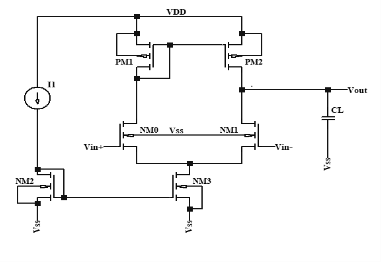 VDD
PM1
PM2
I1
Vout
CL
NM0
Vss
NM1
Vin+
Vin-
Vss
NM2
NM3
Vss
Vss